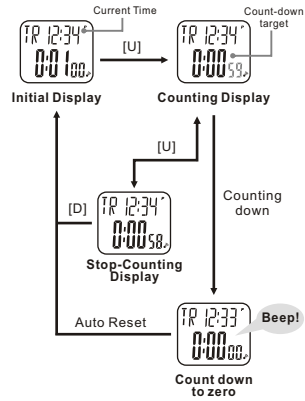 Current Time
Count-down
target
TR 12:34
0:01 00
[U]
TR 12:34
0:00 59
Initial Display
Counting Display
[U]
[D]
TR 12:34
0:00 58
Counting
down
Stop-Counting
Display
Auto Reset
TR 12:33
0:00 00
Beep!
Count down
to zero